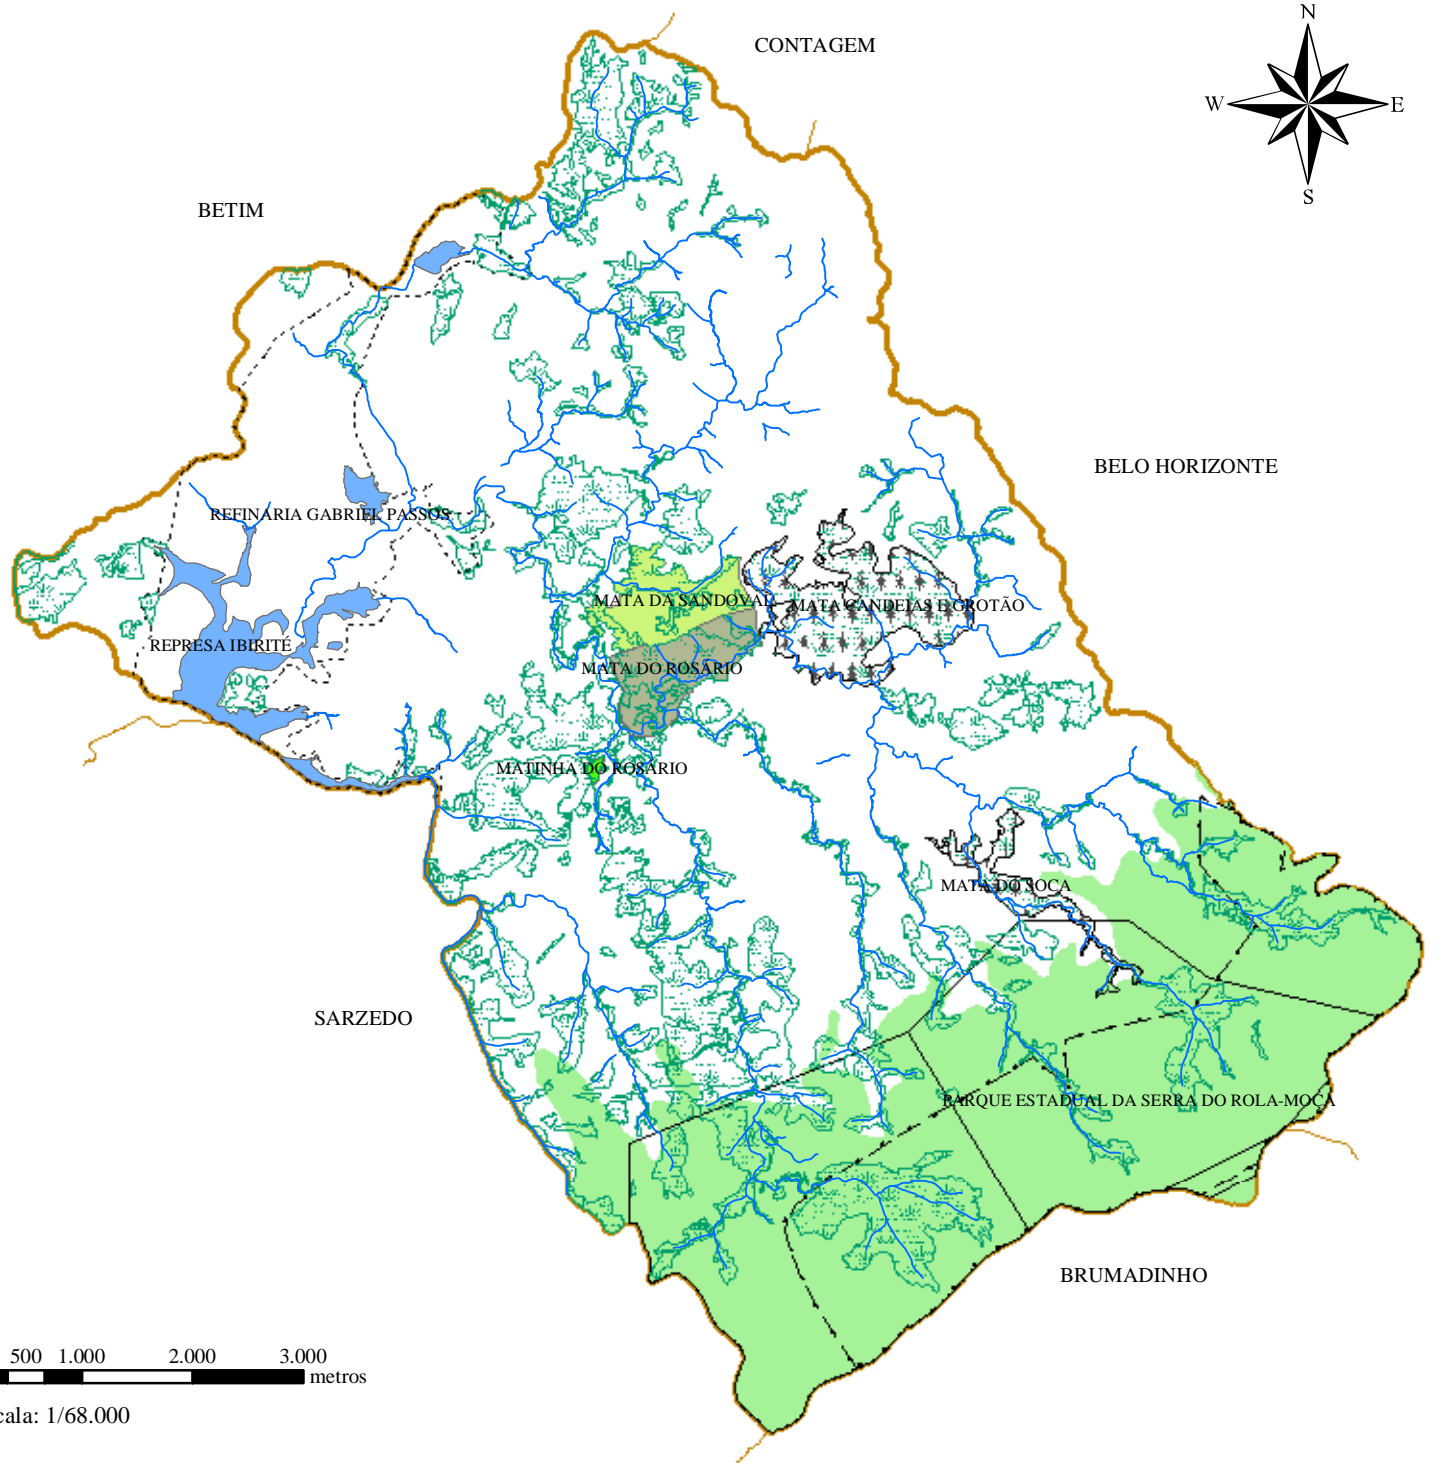 N
CONTAGEM
W
E
S
BETIM
BELO HORIZONTE
REFINARIA GABRIEL PASSOS
MATA DA SANDOVAL
MATA CANDEIAS E GROTÃO
REPRESA IBIRITÉ
MATA DO ROSÁRIO
MATINHA DO ROSÁRIO
MATA DO SOCA
SARZEDO
PARQUE ESTADUAL DA SERRA DO ROLA-MOÇA
BRUMADINHO
500 1.000 2.000 3.000
metros
cala: 1/68.000